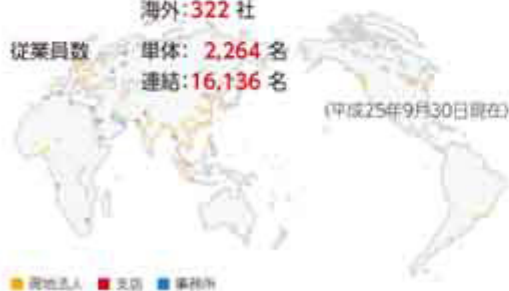 海外:322 社
従業員数 単体: 2,264 名
連結:16,136 名
(平成25年9月30日現在)
現地法人 支店 事務所